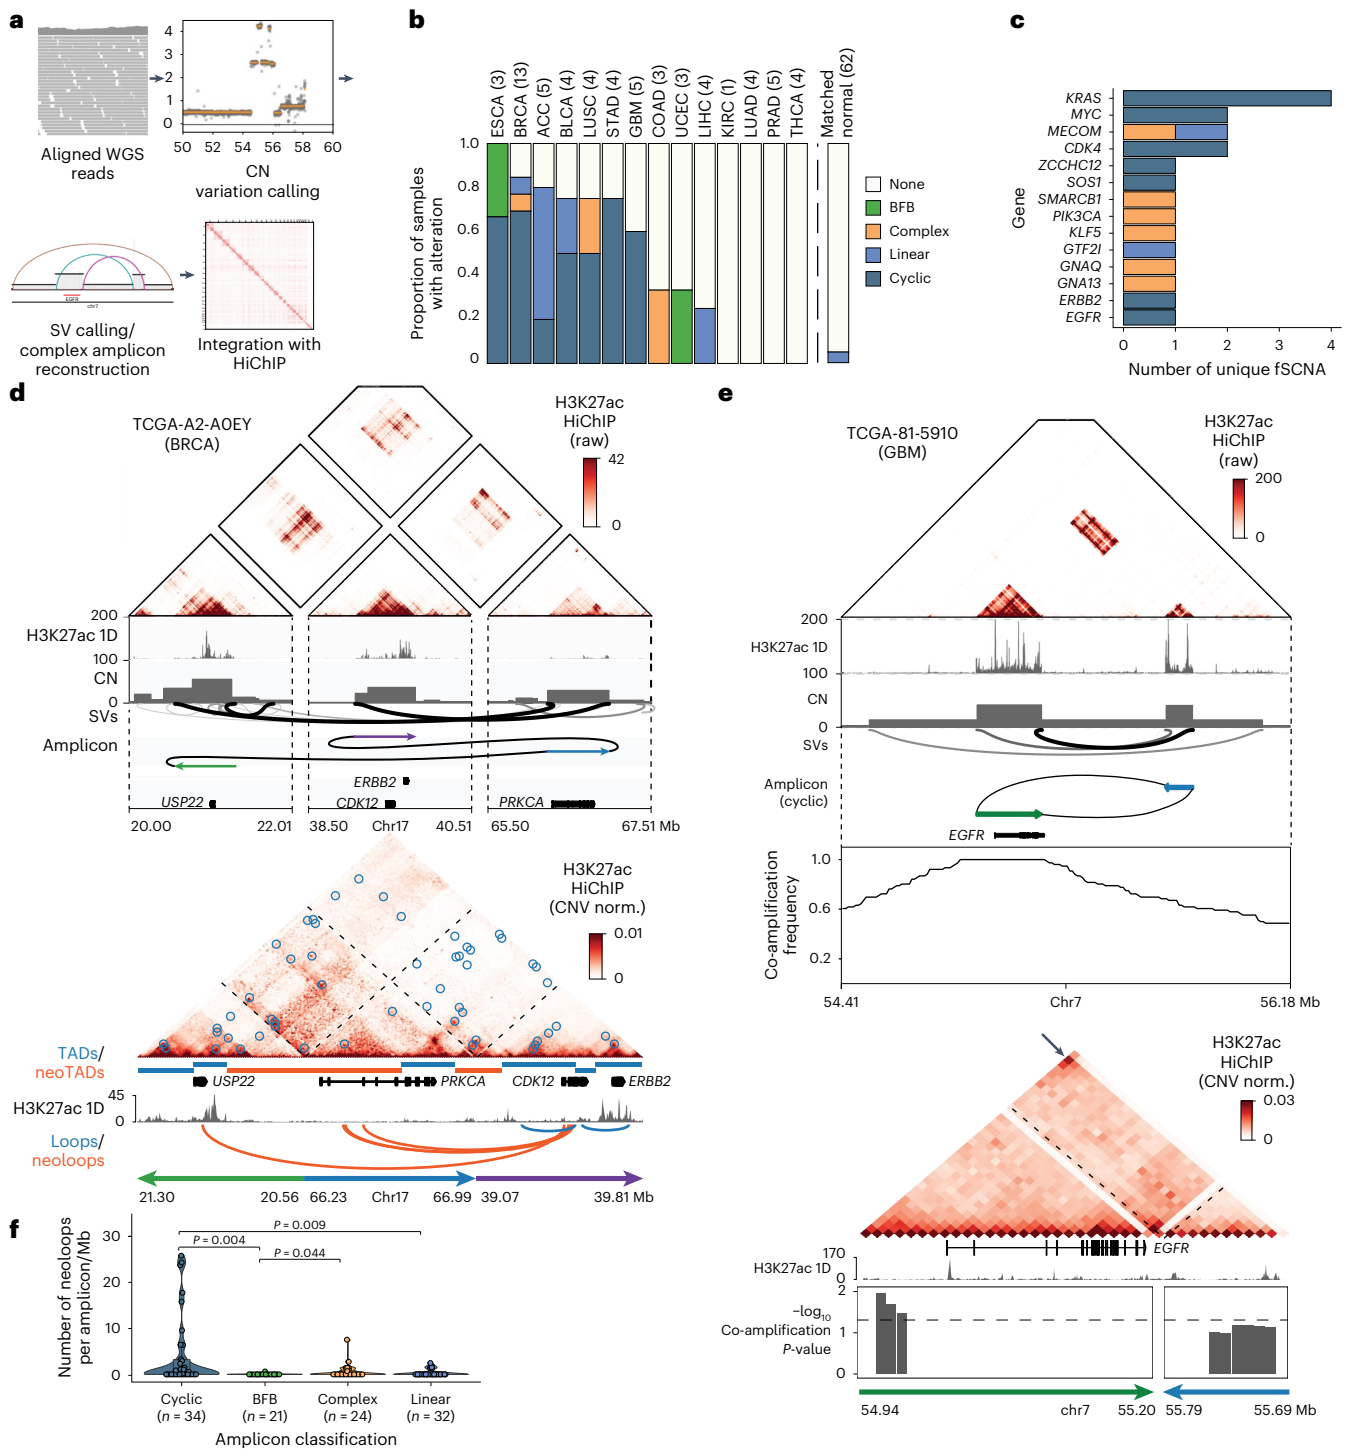 a
4
3
2
1
0
50 52 54 56 58 60
Aligned WGS
reads
CN
variation calling
EGFR
chr7
SV calling/
complex amplicon
reconstruction
Integration with
HiChIP
b
ESCA (3)
BRCA (13)
ACC (5)
BLCA (4)
LUSC (4)
STAD (4)
GBM (5)
COAD (3)
UCEC (3)
LIHC (4)
KIRC (1)
LUAD (4)
PRAD (5)
THCA (4)
Matched
normal (62)
Proportion of samples
with alteration
1.0
0.8
0.6
0.4
0.2
0
None
BFB
Complex
Linear
Cyclic
c
Gene
KRAS
MYC
MECOM
CDK4
ZCCHC12
SOS1
SMARCB1
PIK3CA
KLF5
GTF2I
GNAQ
GNA13
ERBB2
EGFR
0 1 2 3 4
Number of unique fSCNA
d
TCGA-A2-A0EY
(BRCA)
H3K27ac
HiChIP
(raw)
42
0
200
H3K27ac 1D
100
CN
0
SVs
Amplicon
ERBB2
USP22 CDK12 PRKCA
20.00 22.01 38.50 Chr17 40.51 65.50 67.51 Mb
H3K27ac
HiChIP
(CNV norm.)
0.01
0
TADs/
neoTADs
USP22 PRKCA CDK12 ERBB2
45
H3K27ac 1D
0
Loops/
neoloops
21.30 20.56 66.23 Chr17 66.99 39.07 39.81 Mb
e
TCGA-81-5910
(GBM)
H3K27ac
HiChIP
(raw)
200
0
200
H3K27ac 1D
100
CN
0
SVs
Amplicon
(cyclic)
EGFR
Co-amplification
frequency
1.0
0.6
0.2
54.41 Chr7 56.18 Mb
H3K27ac
HiChIP
(CNV norm.)
0.03
0
EGFR
170
H3K27ac 1D
0
2
−log10
Co-amplification
P-value
1
0
54.94 chr7 55.20 55.79 55.69 Mb
f
Number of neoloops
per amplicon/Mb
30
20
10
0
P = 0.009
P = 0.004
P = 0.044
Cyclic
(n = 34)
BFB
(n = 21)
Complex
(n = 24)
Linear
(n = 32)
Amplicon classification